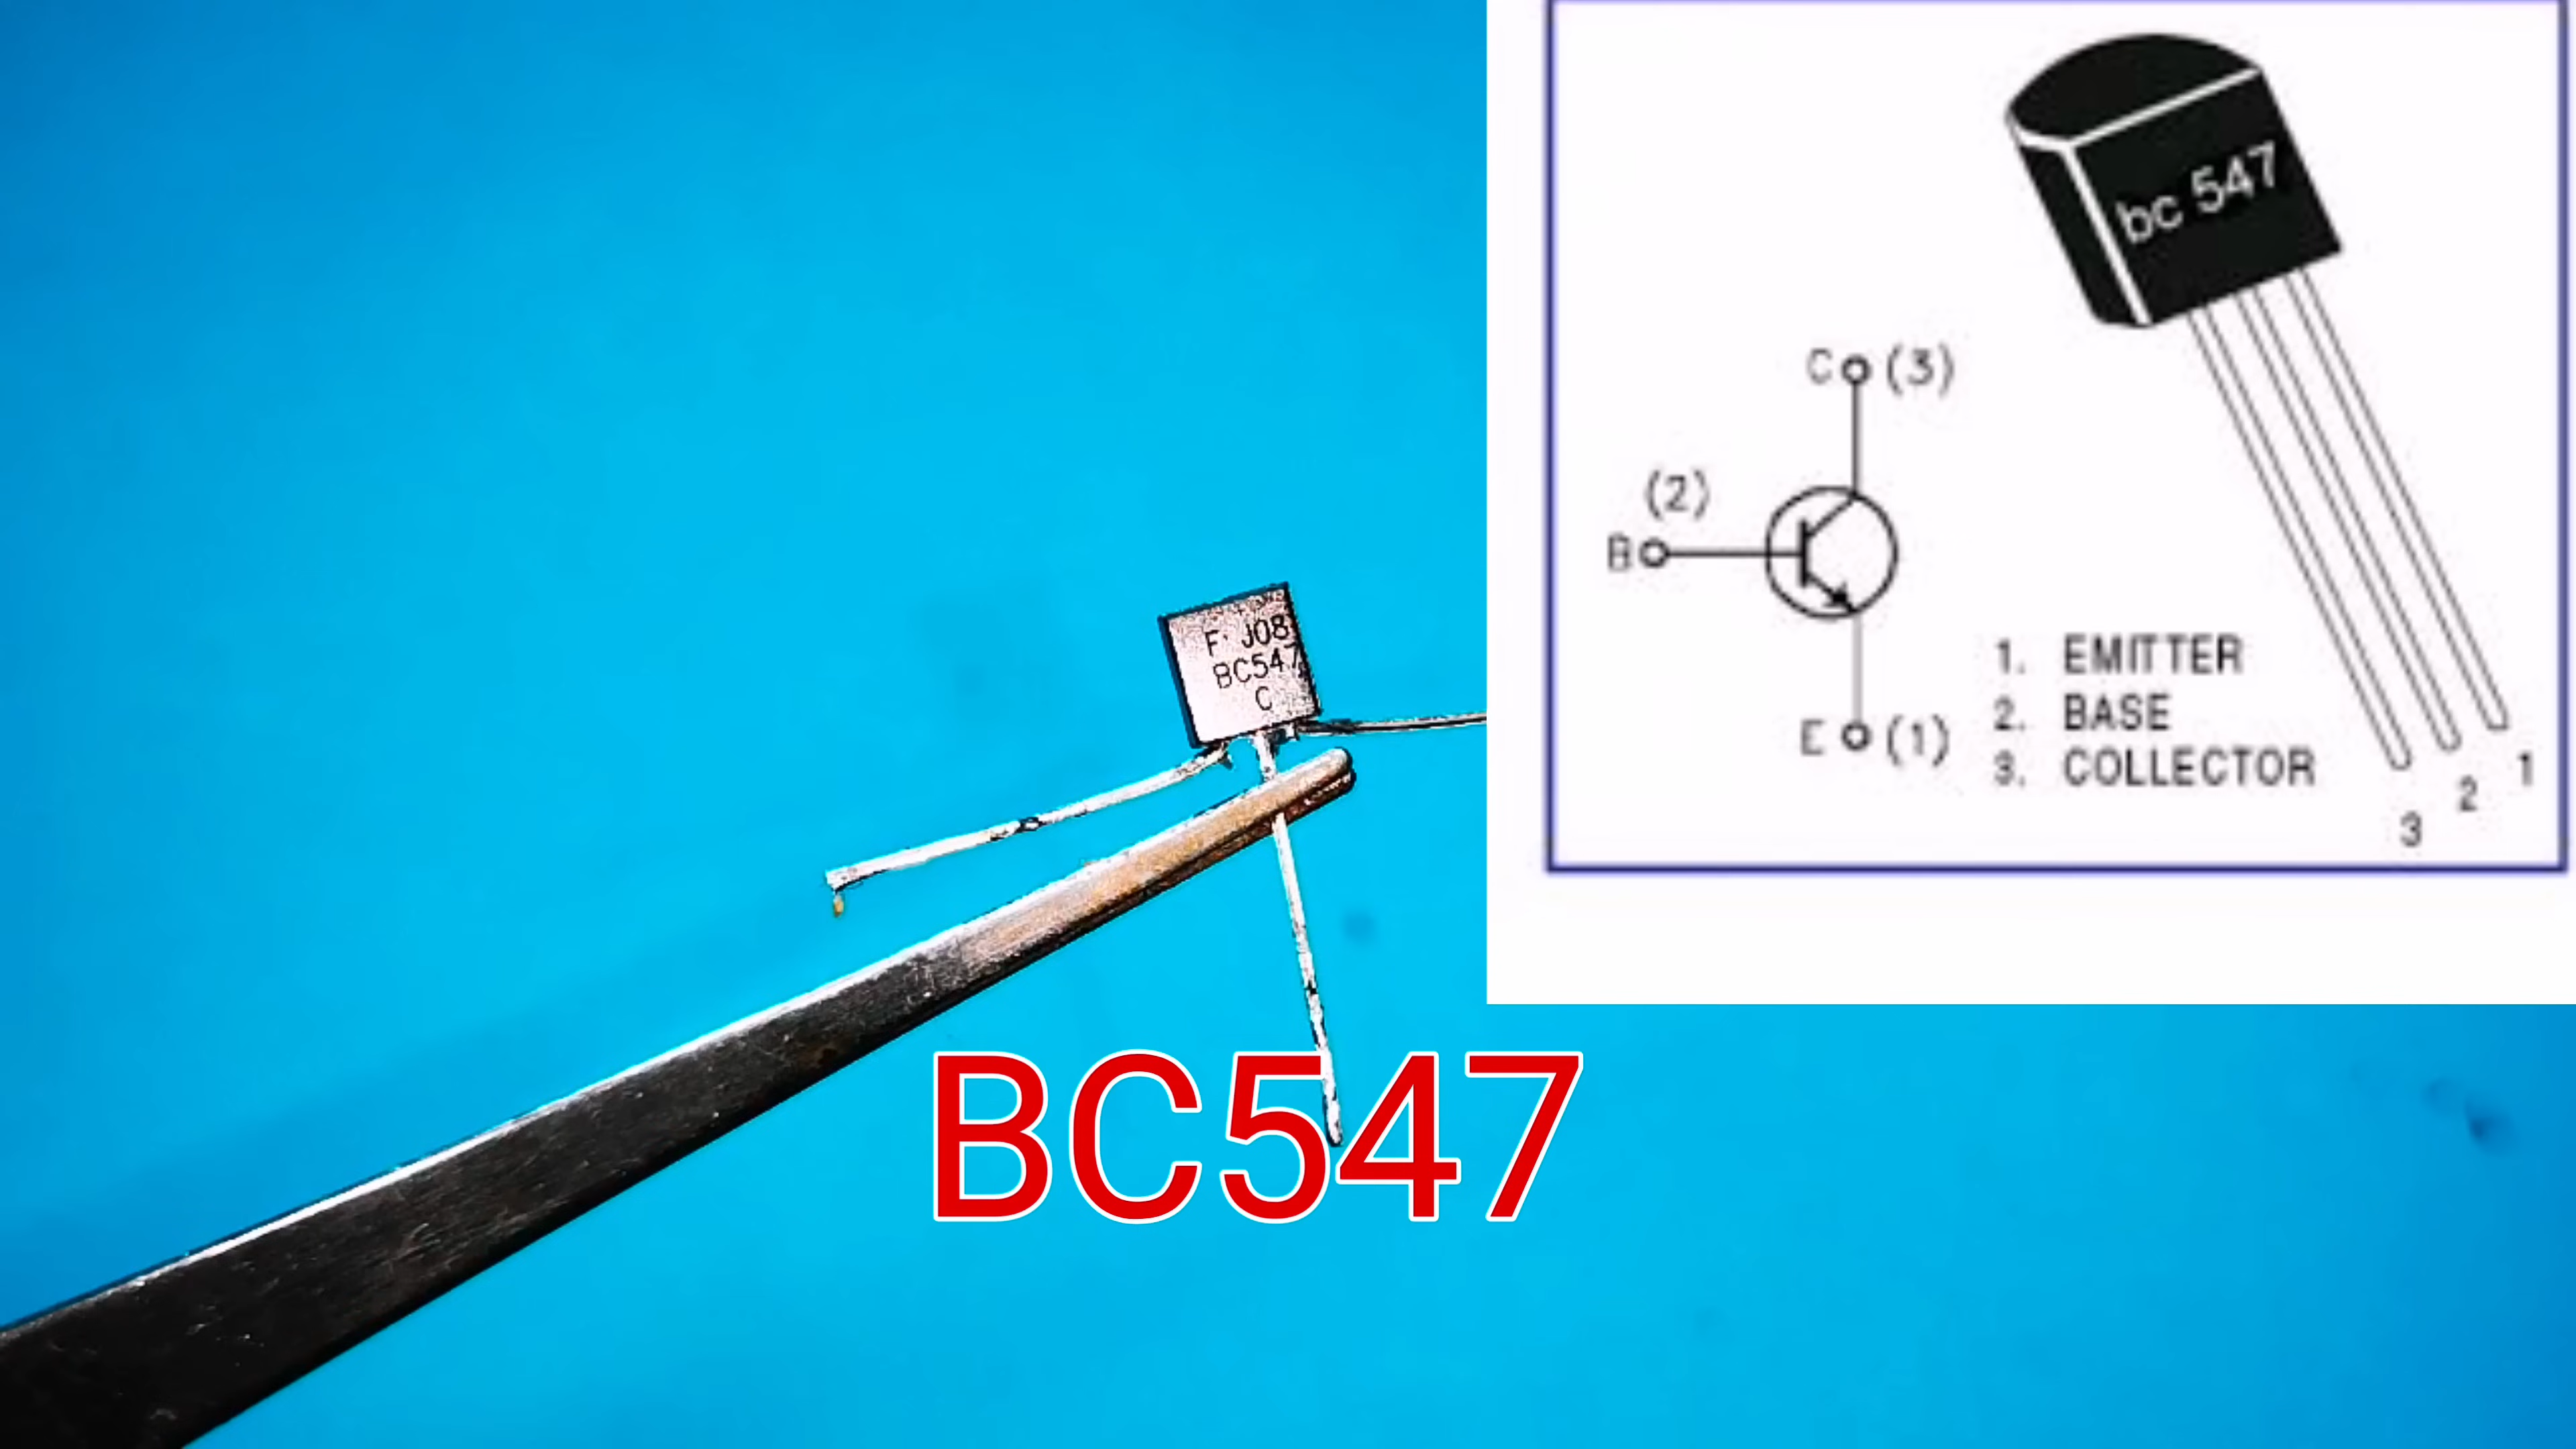 F J08
BC547
C
BC547
bc 547
C (3)
(2)
B
E (1)
1. EMITTER
2. BASE
3. COLLECTOR
1
2
3